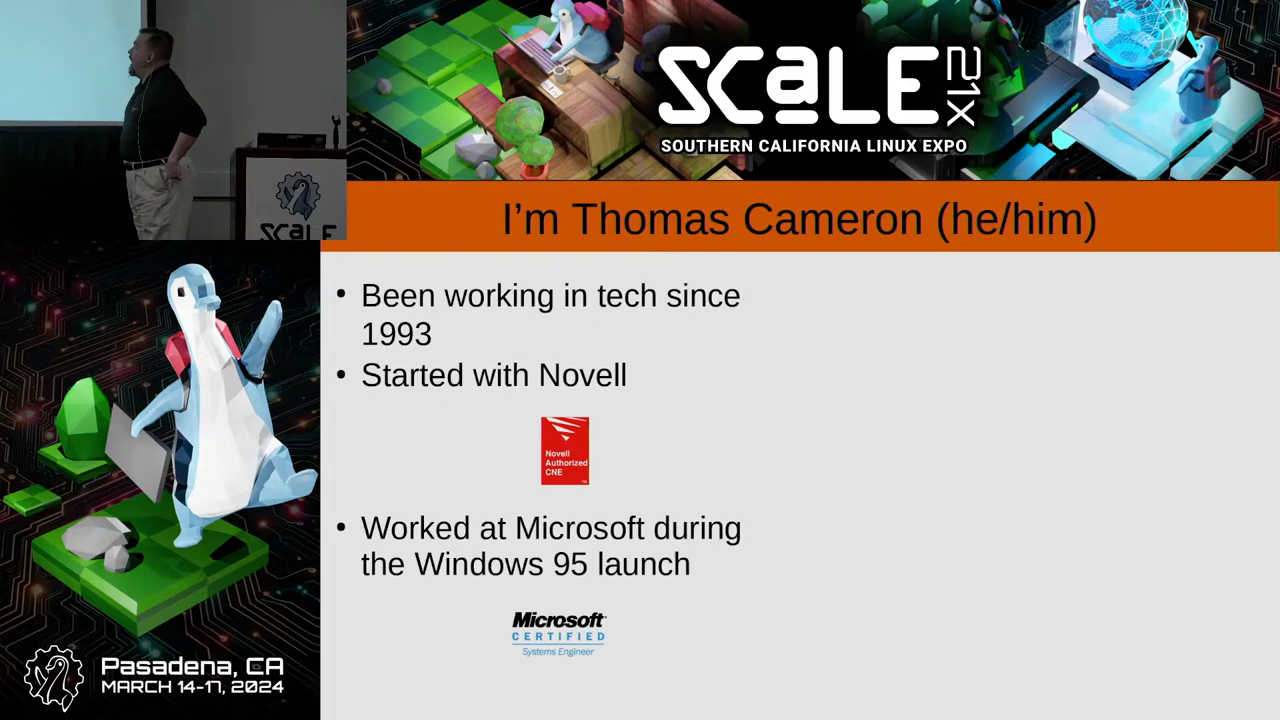 SCaLE 21X
SOUTHERN CALIFORNIA LINUX EXPO
SCALE
I’m Thomas Cameron (he/him)
• Been working in tech since
1993
• Started with Novell
Novell
Authorized
CNE
• Worked at Microsoft during
the Windows 95 launch
Microsoft
CERTIFIED
Systems Engineer
Pasadena, CA
MARCH 14-17, 2024